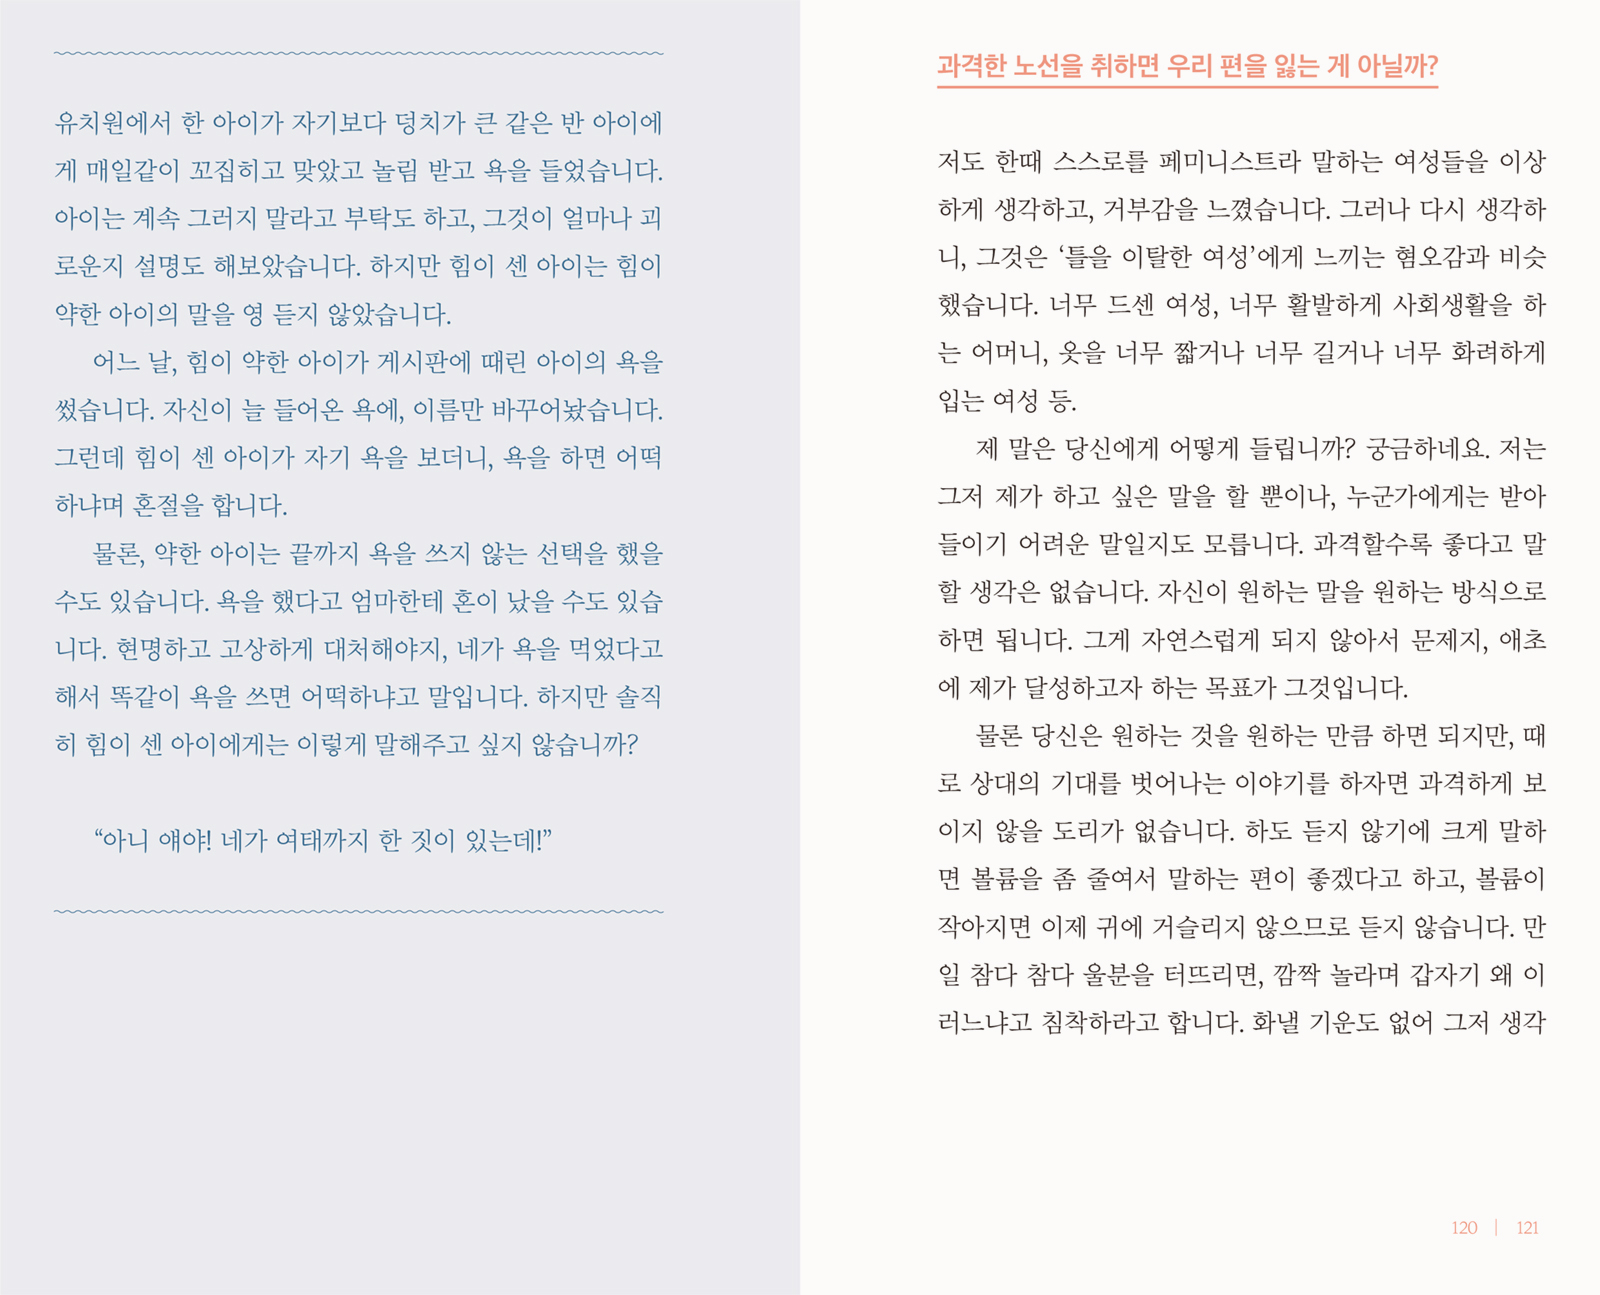 유치원에서 한 아이가 자기보다 덩치가 큰 같은 반 아이에
게 매일같이 꼬집히고 맞았고 놀림 받고 욕을 들었습니다.
아이는 계속 그러지 말라고 부탁도 하고, 그것이 얼마나 괴
로운지 설명도 해보았습니다. 하지만 힘이 센 아이는 힘이
약한 아이의 말을 영 듣지 않았습니다.
어느 날, 힘이 약한 아이가 게시판에 때린 아이의 욕을
썼습니다. 자신이 늘 들어온 욕에, 이름만 바꾸어놨습니다.
그런데 힘이 센 아이가 자기 욕을 보더니, 욕을 하면 어떡
하냐며 혼절을 합니다.
물론, 약한 아이는 끝까지 욕을 쓰지 않는 선택을 했을
수도 있습니다. 욕을 했다고 엄마한테 혼이 났을 수도 있습
니다. 현명하고 고상하게 대처해야지, 네가 욕을 먹었다고
해서 똑같이 욕을 쓰면 어떡하냐고 말입니다. 하지만 솔직
히 힘이 센 아이에게는 이렇게 말해주고 싶지 않습니까?
“아니 얘야! 네가 여태까지 한 짓이 있는데!”
과격한 노선을 취하면 우리 편을 잃는 게 아닐까?
저도 한때 스스로를 페미니스트라 말하는 여성들을 이상
하게 생각하고, 거부감을 느꼈습니다. 그러나 다시 생각하
니, 그것은 ‘틀을 이탈한 여성’에게 느끼는 혐오감과 비슷
했습니다. 너무 드센 여성, 너무 활발하게 사회생활을 하
는 어머니, 옷을 너무 짧거나 너무 길거나 너무 화려하게
입는 여성 등.
제 말은 당신에게 어떻게 들립니까? 궁금하네요. 저는
그저 제가 하고 싶은 말을 할 뿐이나, 누군가에게는 받아
들이기 어려운 말일지도 모릅니다. 과격할수록 좋다고 말
할 생각은 없습니다. 자신이 원하는 말을 원하는 방식으로
하면 됩니다. 그게 자연스럽게 되지 않아서 문제지, 애초
에 제가 달성하고자 하는 목표가 그것입니다.
물론 당신은 원하는 것을 원하는 만큼 하면 되지만, 때
로 상대의 기대를 벗어나는 이야기를 하자면 과격하게 보
이지 않을 도리가 없습니다. 하도 듣지 않기에 크게 말하
면 볼륨을 좀 줄여서 말하는 편이 좋겠다고 하고, 볼륨이
작아지면 이제 귀에 거슬리지 않으므로 듣지 않습니다. 만
일 참다 참다 울분을 터뜨리면, 깜짝 놀라며 갑자기 왜 이
러느냐고 침착하라고 합니다. 화낼 기운도 없어 그저 생각
120 | 121